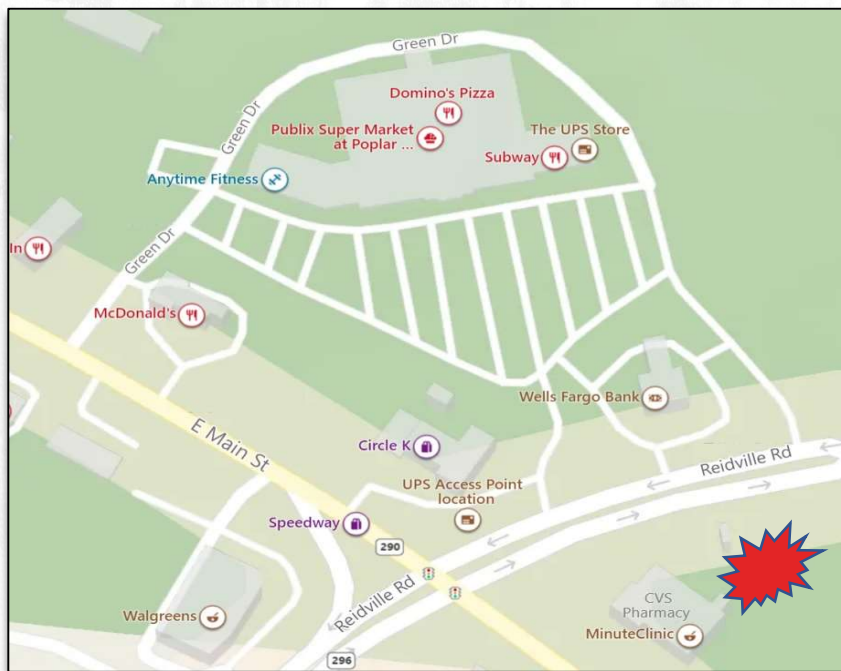 Green Dr
Domino's Pizza
Publix Super Market
at Poplar ...
The UPS Store
Subway
Green Dr
Anytime Fitness
Green Dr
In
McDonald's
Wells Fargo Bank
E Main St
Circle K
Reidville Rd
UPS Access Point
location
Speedway
290
Reidville Rd
CVS
Pharmacy
Walgreens
MinuteClinic
296